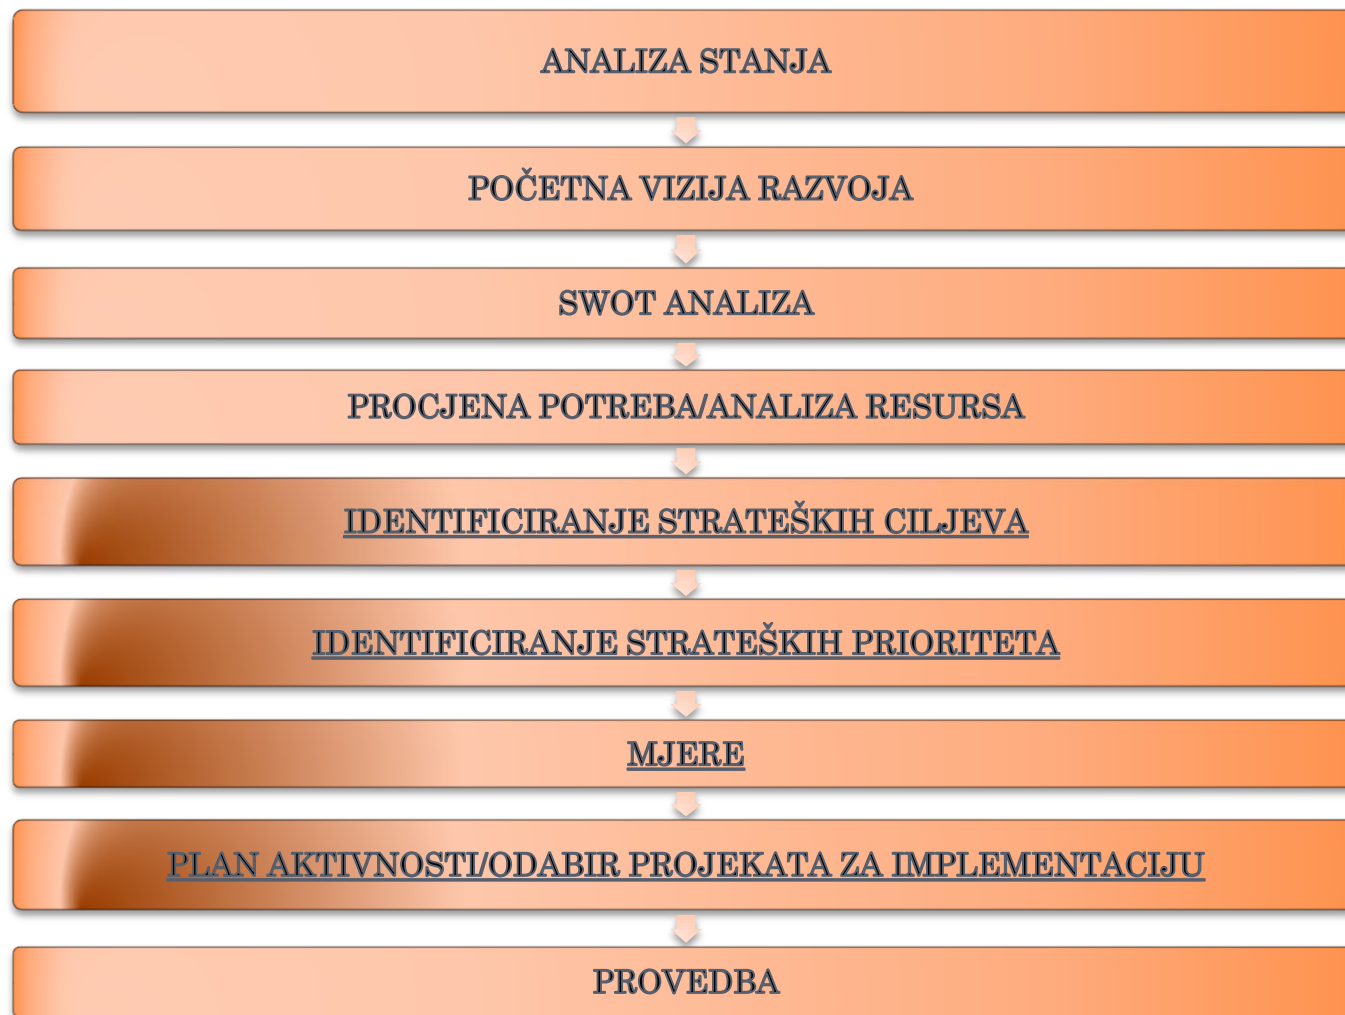 ANALIZA STANJA
POČETNA VIZIJA RAZVOJA
SWOT ANALIZA
PROCJENA POTREBA/ANALIZA RESURSA
IDENTIFICIRANJE STRATEŠKIH CILJEVA
IDENTIFICIRANJE STRATEŠKIH PRIORITETA
MJERE
PLAN AKTIVNOSTI/ODABIR PROJEKATA ZA IMPLEMENTACIJU
PROVEDBA